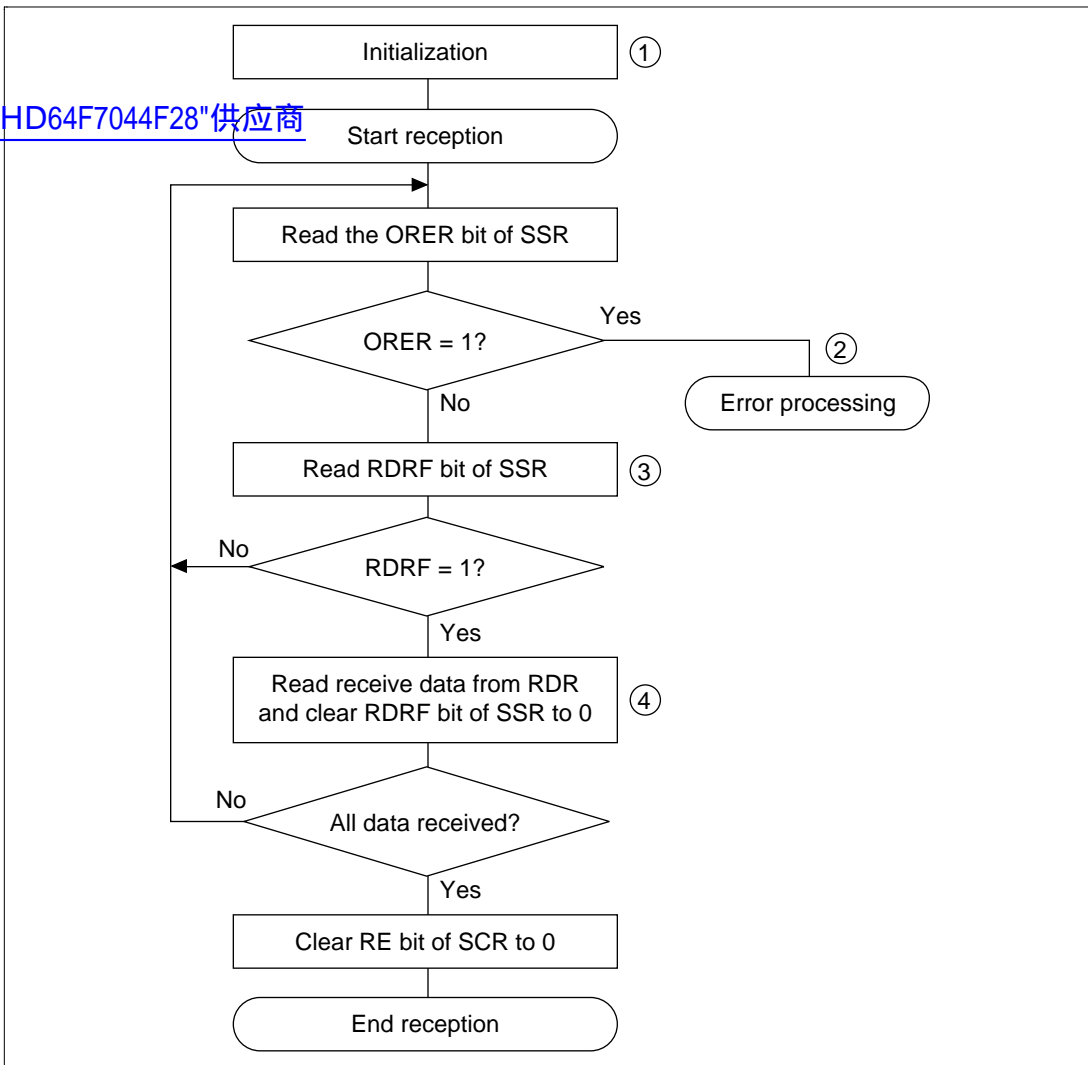 Initialization
①
HD64F7044F28"供应商
Start reception
Read the ORER bit of SSR
ORER = 1?
Yes
②
Error processing
No
Read RDRF bit of SSR
③
No
RDRF = 1?
Yes
Read receive data from RDR
and clear RDRF bit of SSR to 0
④
No
All data received?
Yes
Clear RE bit of SCR to 0
End reception